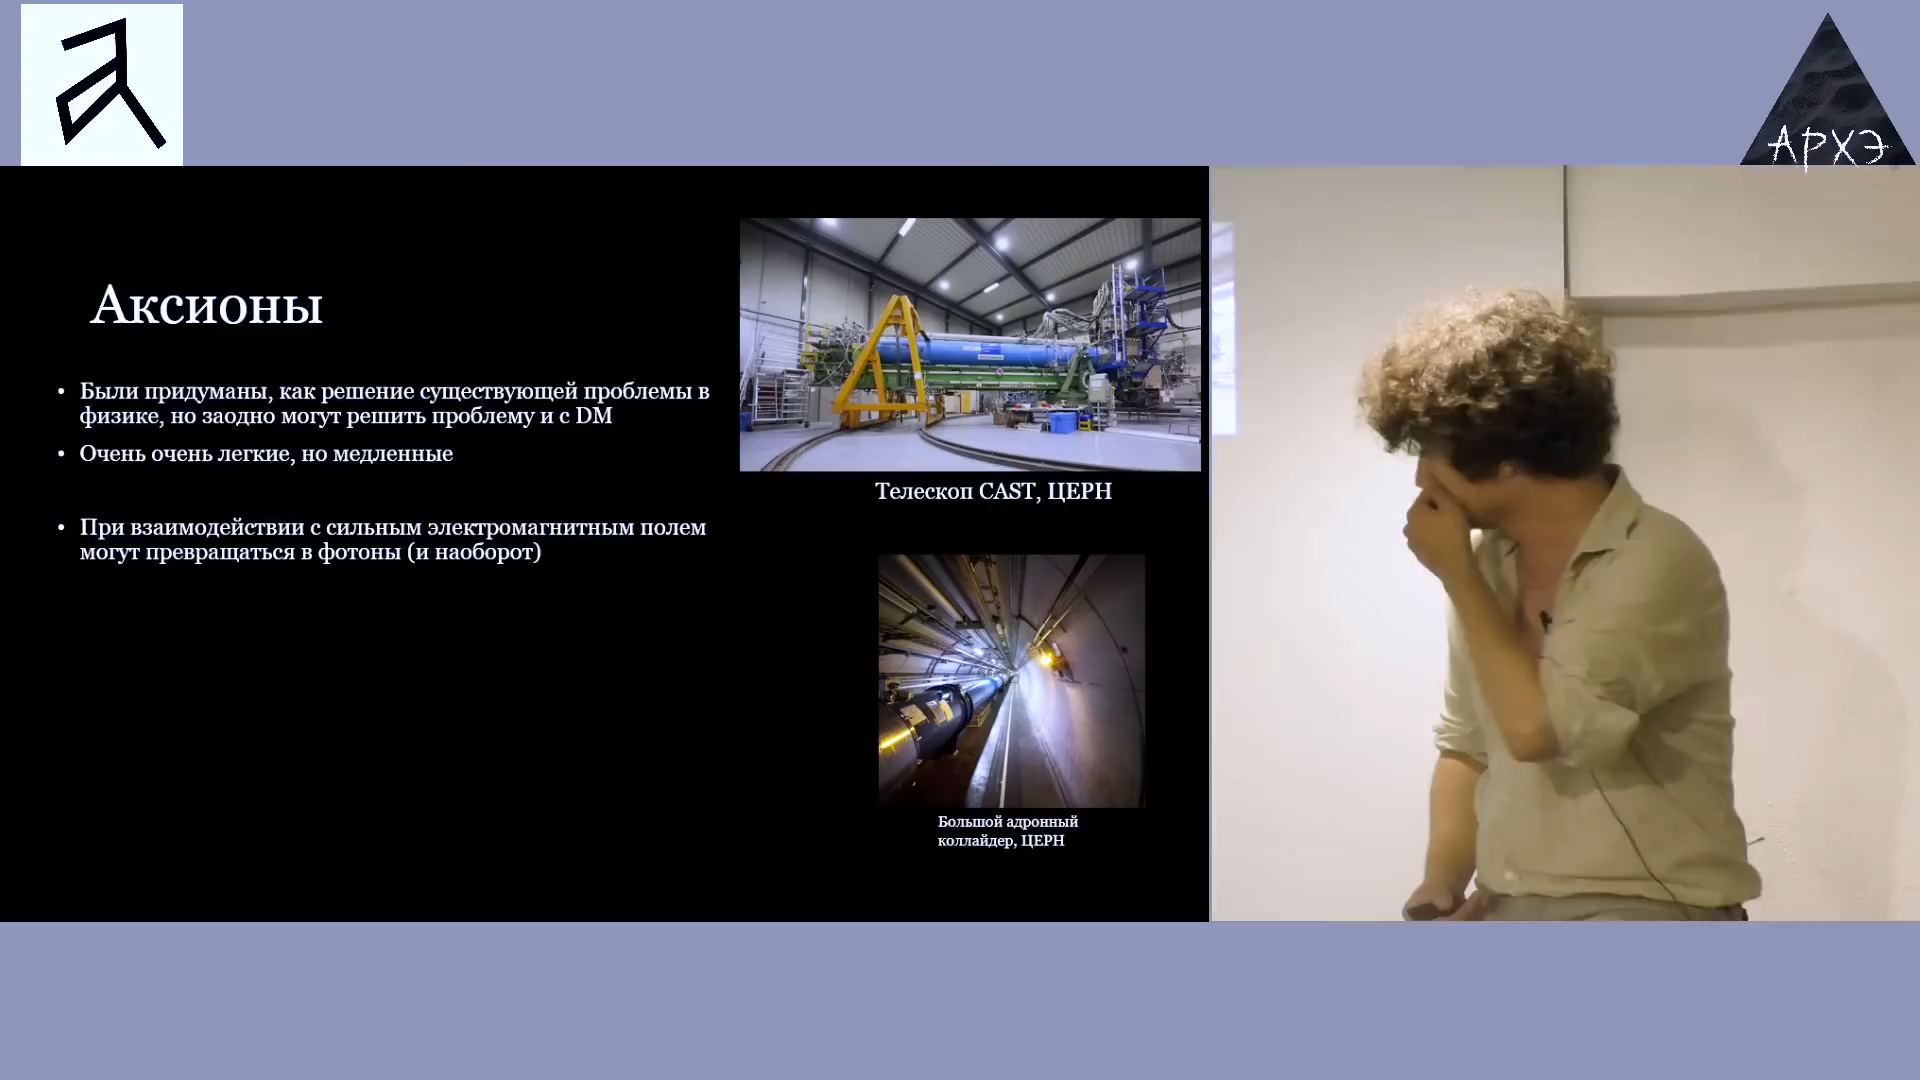 АРХЭ
Аксионы
• Были придуманы, как решение существующей проблемы в
физике, но заодно могут решить проблему и с DM
• Очень очень легкие, но медленные
• При взаимодействии с сильным электромагнитным полем
могут превращаться в фотоны (и наоборот)
Телескоп CAST, ЦЕРН
Большой адронный
коллайдер, ЦЕРН